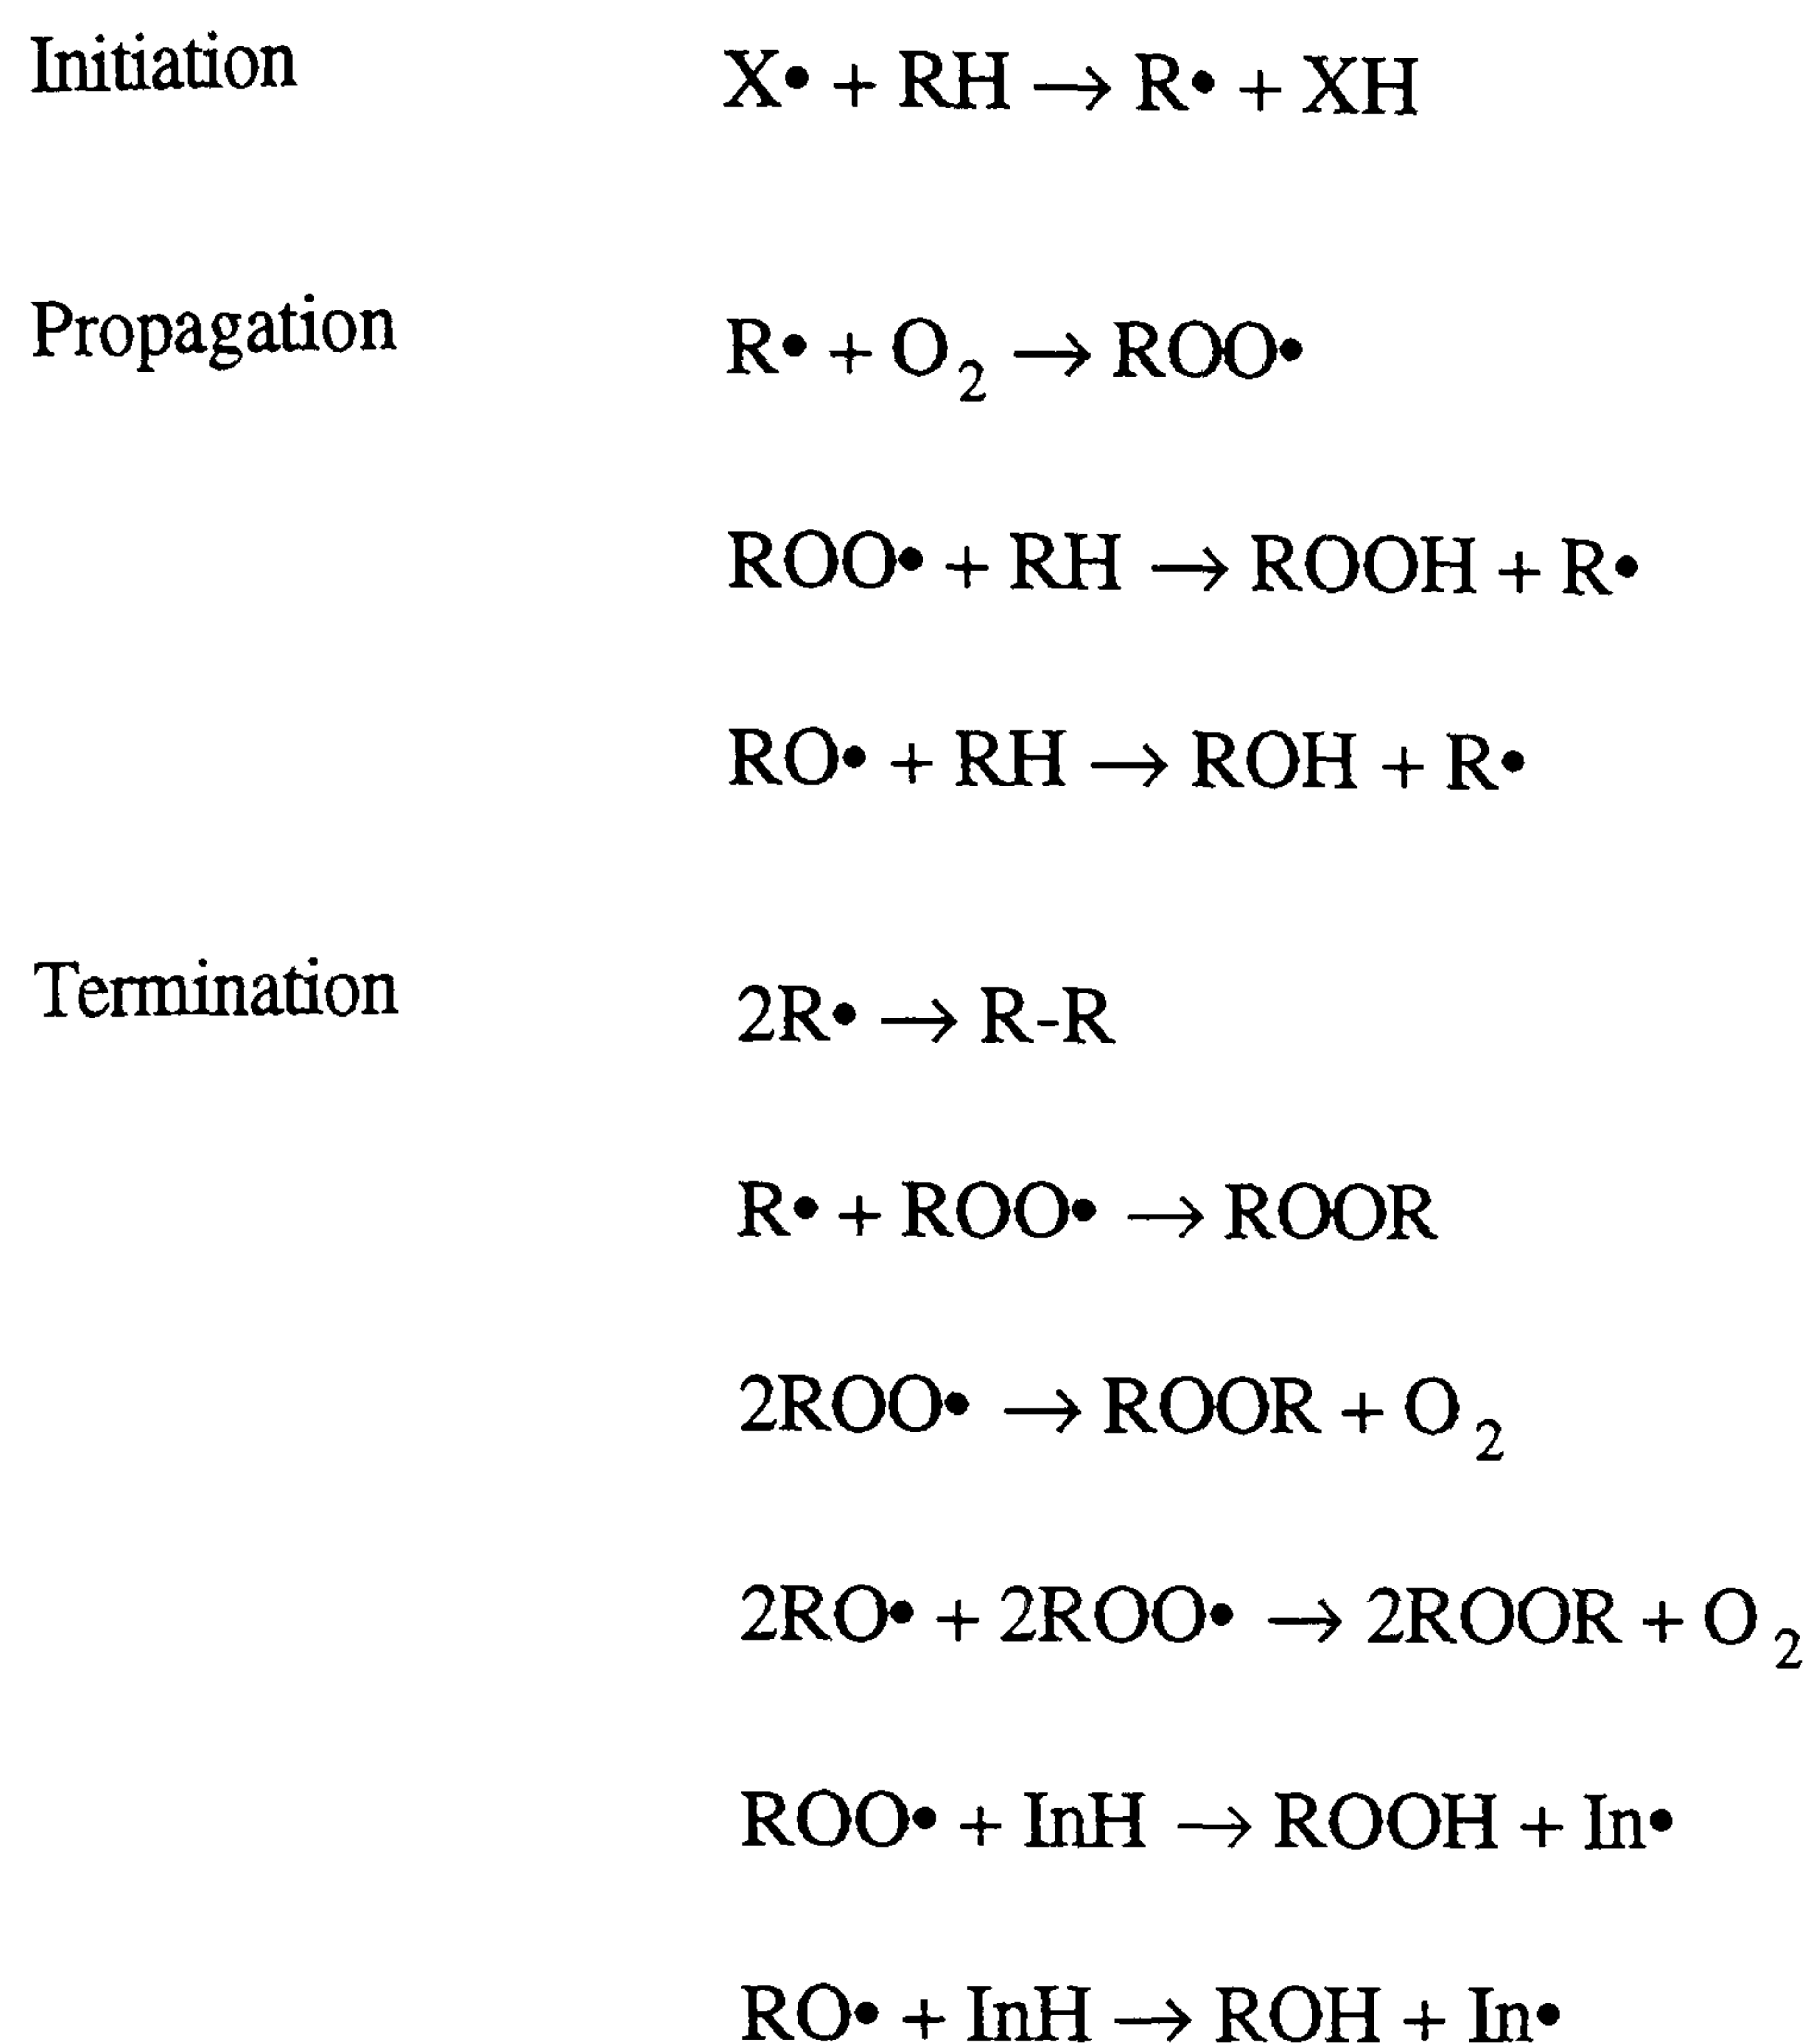 Initiation X• + RH → R• + XH
Propagation R• + O₂ → ROO•
ROO• + RH → ROOH + R•
RO• + RH → ROH + R•
Termination 2R• → R-R
R• + ROO• → ROOR
2ROO• → ROOR + O₂
2RO• + 2ROO• → 2ROOR + O₂
ROO• + InH → ROOH + In•
RO• + InH → ROH + In•